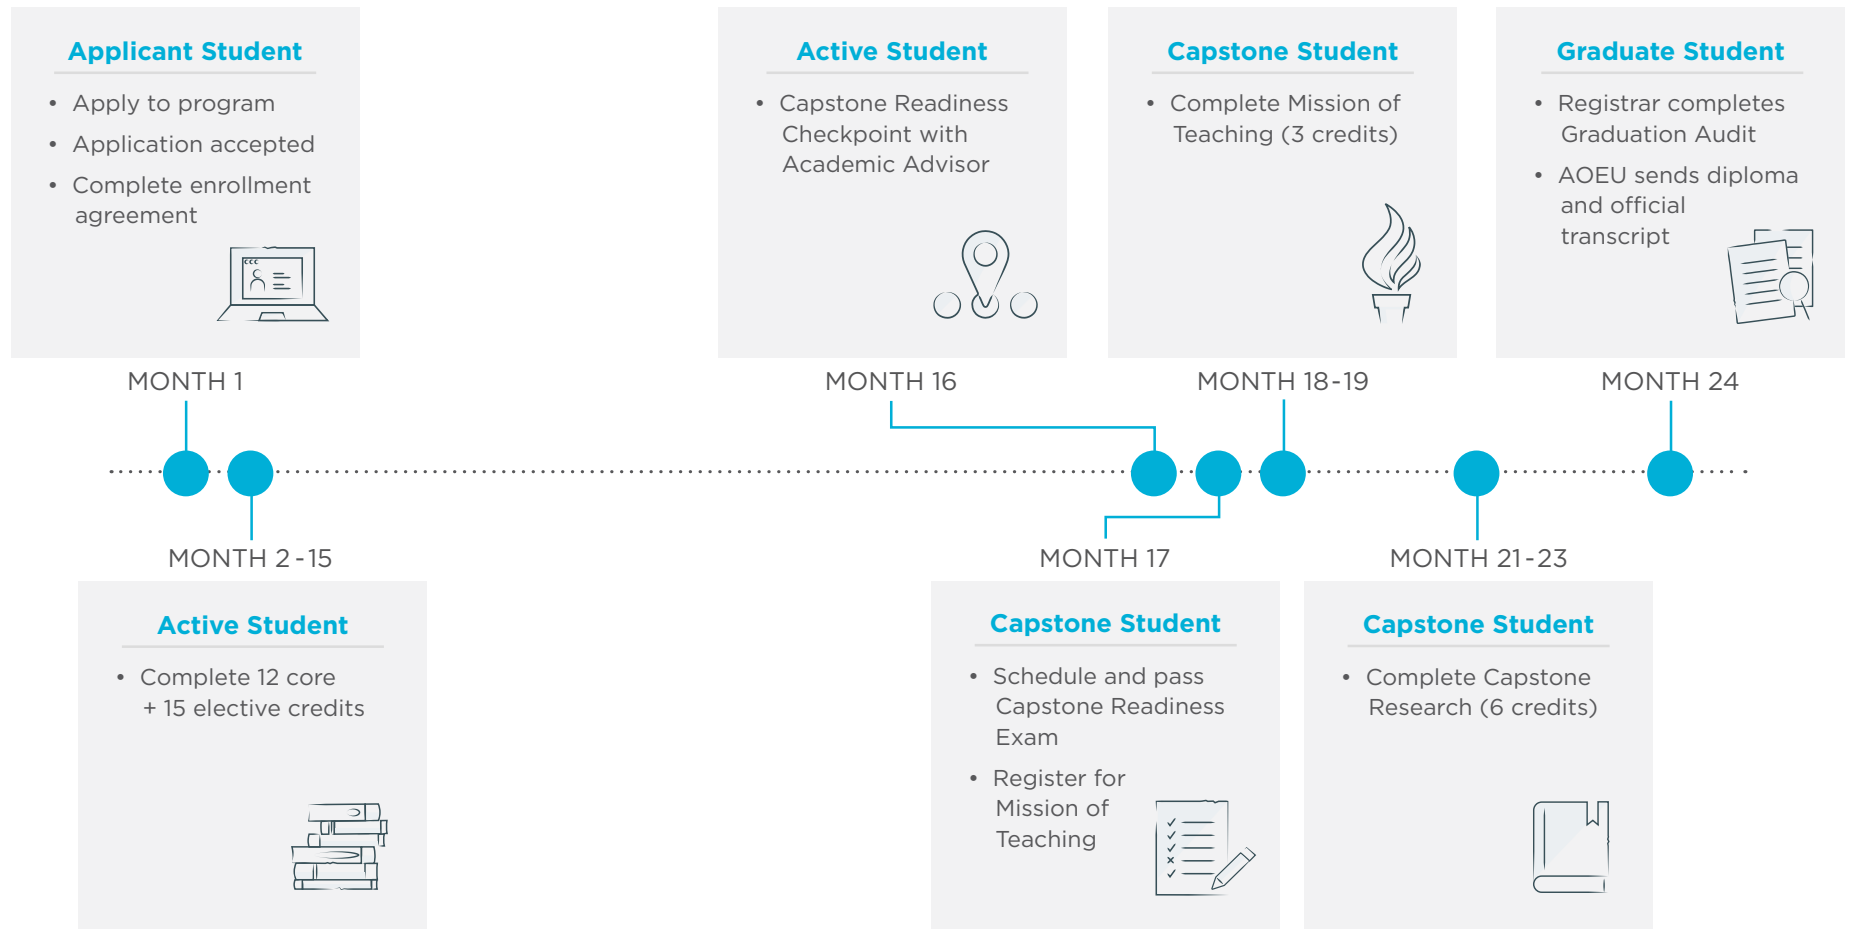 Applicant Student
• Apply to program
• Application accepted
• Complete enrollment
agreement
MONTH 1
Active Student
• Capstone Readiness
Checkpoint with
Academic Advisor
MONTH 16
Capstone Student
• Complete Mission of
Teaching (3 credits)
MONTH 18-19
Graduate Student
• Registrar completes
Graduation Audit
• AOEU sends diploma
and official
transcript
MONTH 24
MONTH 2-15
Active Student
• Complete 12 core
+ 15 elective credits
MONTH 17
Capstone Student
• Schedule and pass
Capstone Readiness
Exam
• Register for
Mission of
Teaching
MONTH 21-23
Capstone Student
• Complete Capstone
Research (6 credits)